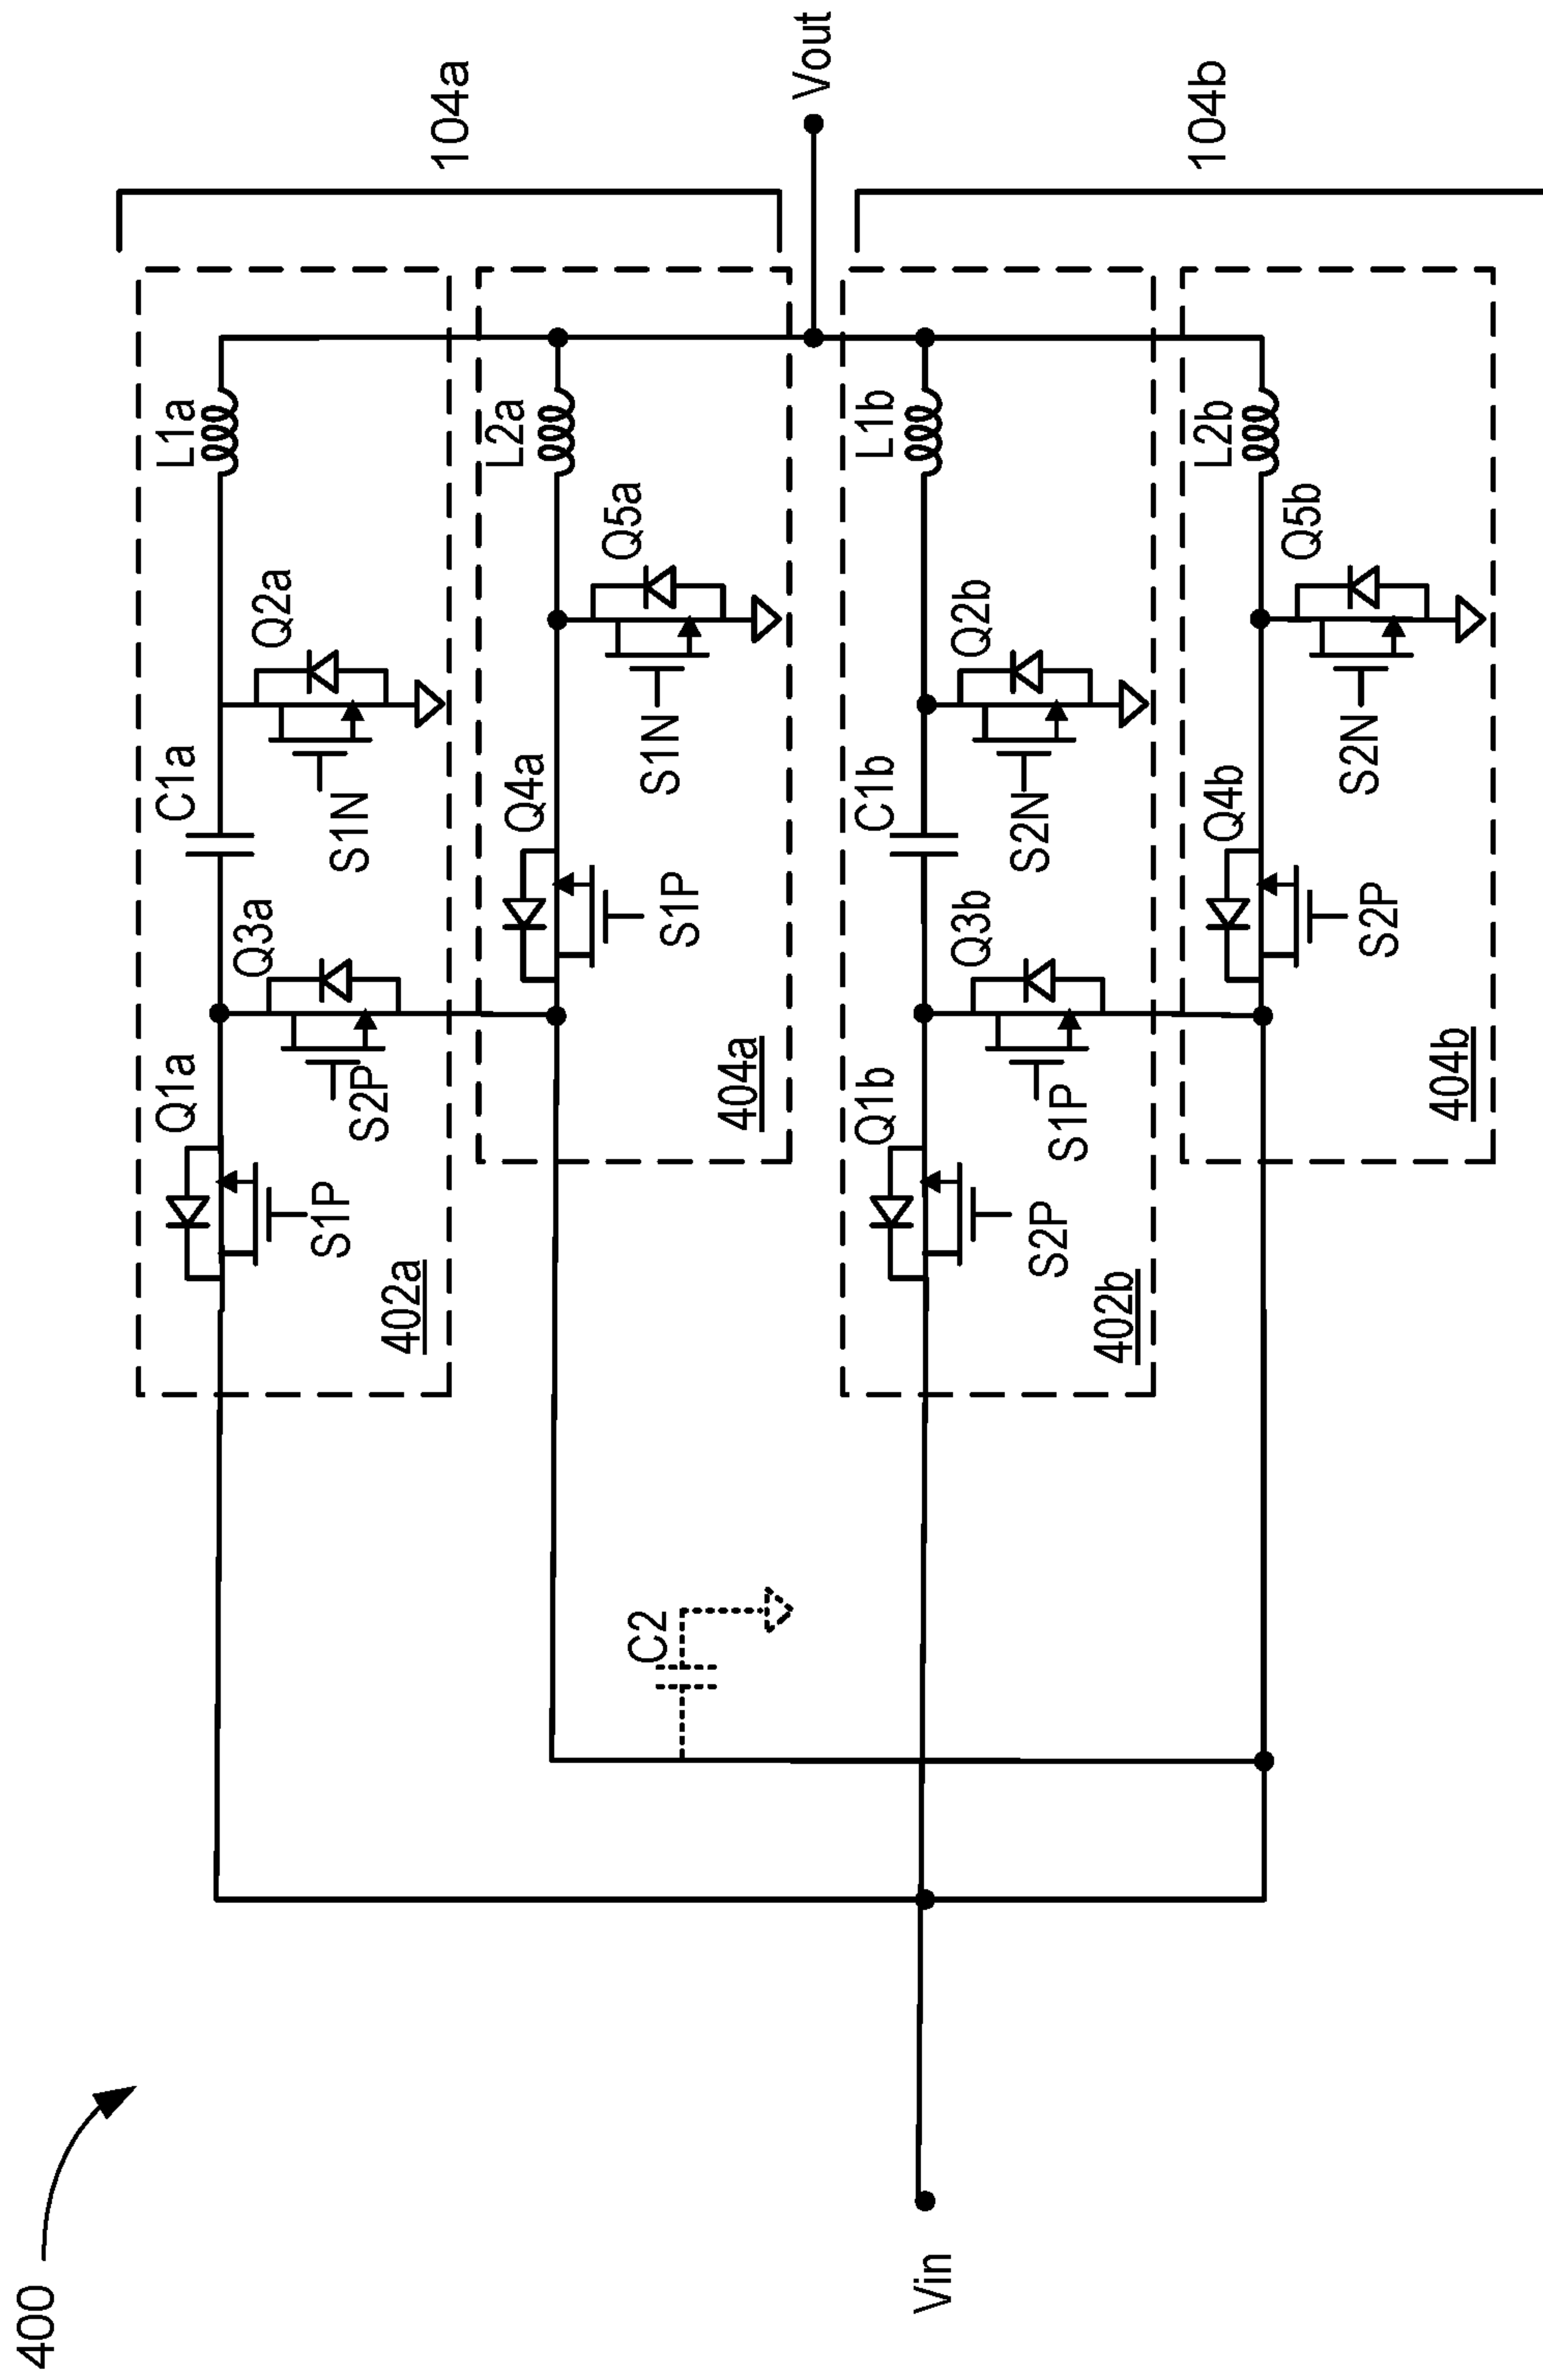 400
Vin
Vout
104a
104b
402a
Q1a
S1P
Q3a
S2P
C1a
Q2a
S1N
L1a
404a
Q4a
S1P
Q5a
S1N
L2a
C2
402b
Q1b
S2P
Q3b
S1P
C1b
Q2b
S2N
L1b
404b
Q4b
S2P
Q5b
S2N
L2b